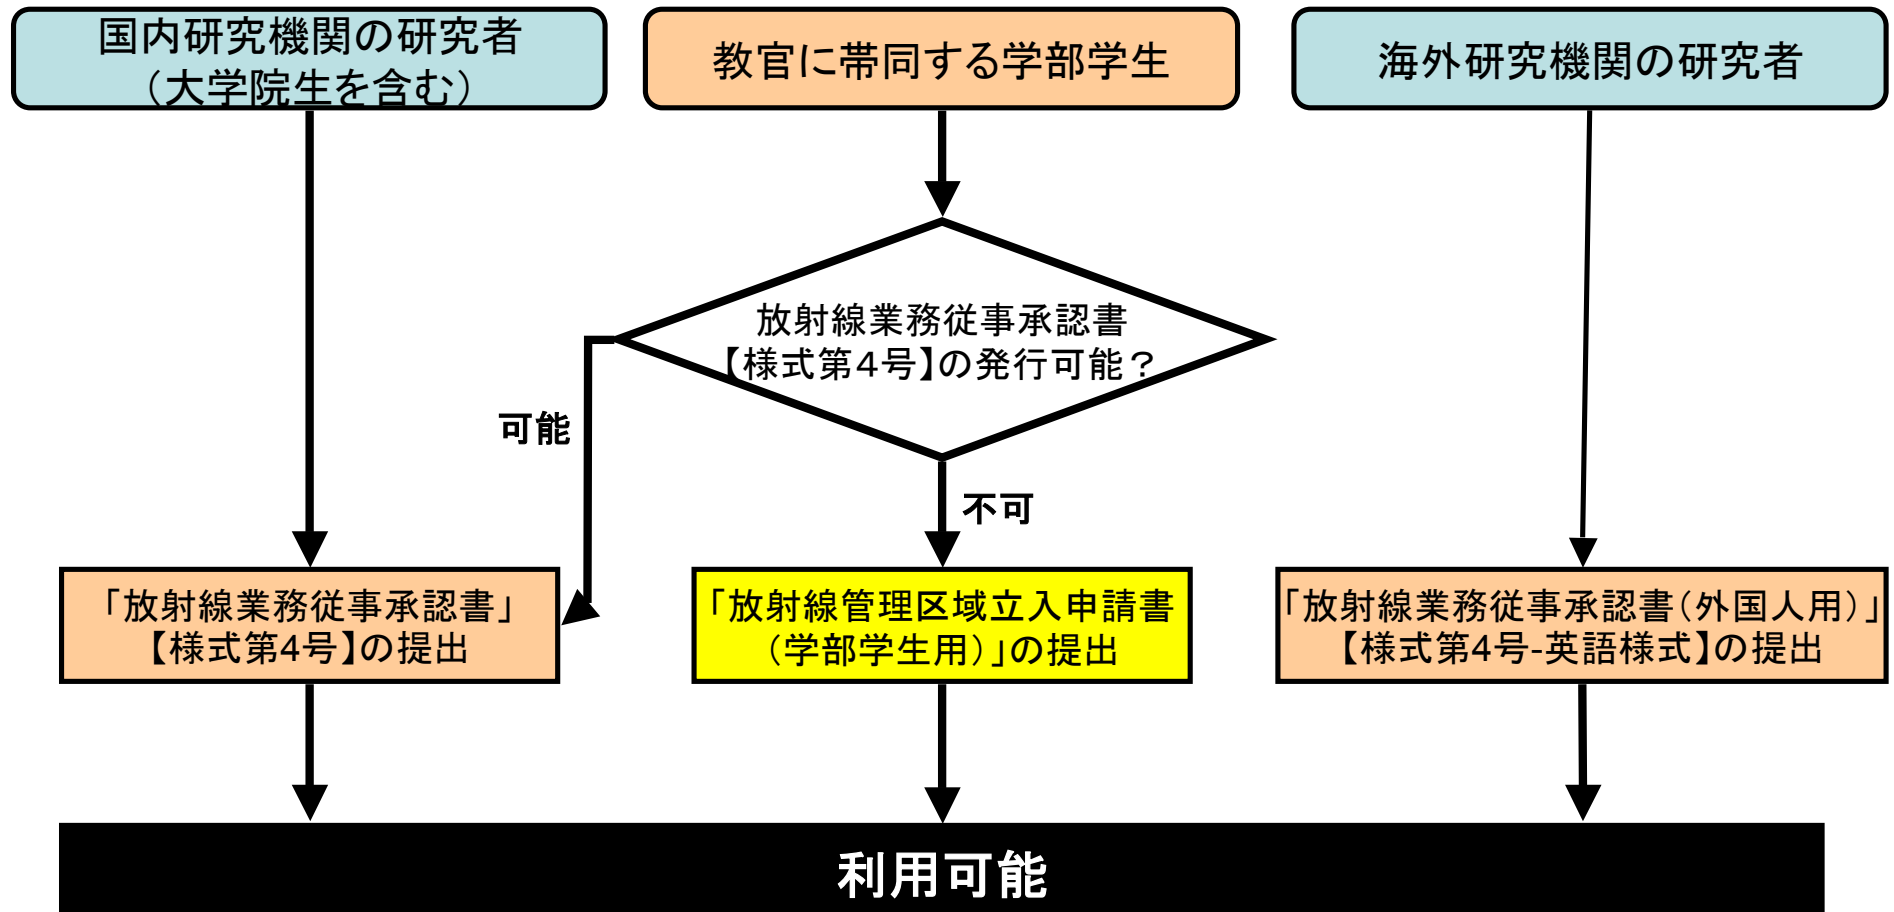 国内研究機関の研究者
（大学院生を含む）
教官に帯同する学部学生
海外研究機関の研究者
放射線業務従事承認書
【様式第４号】の発行可能？
可能
不可
「放射線業務従事承認書」
【様式第4号】の提出
「放射線管理区域立入申請書
（学部学生用）」の提出
「放射線業務従事承認書（外国人用）」
【様式第4号-英語様式】の提出
利用可能